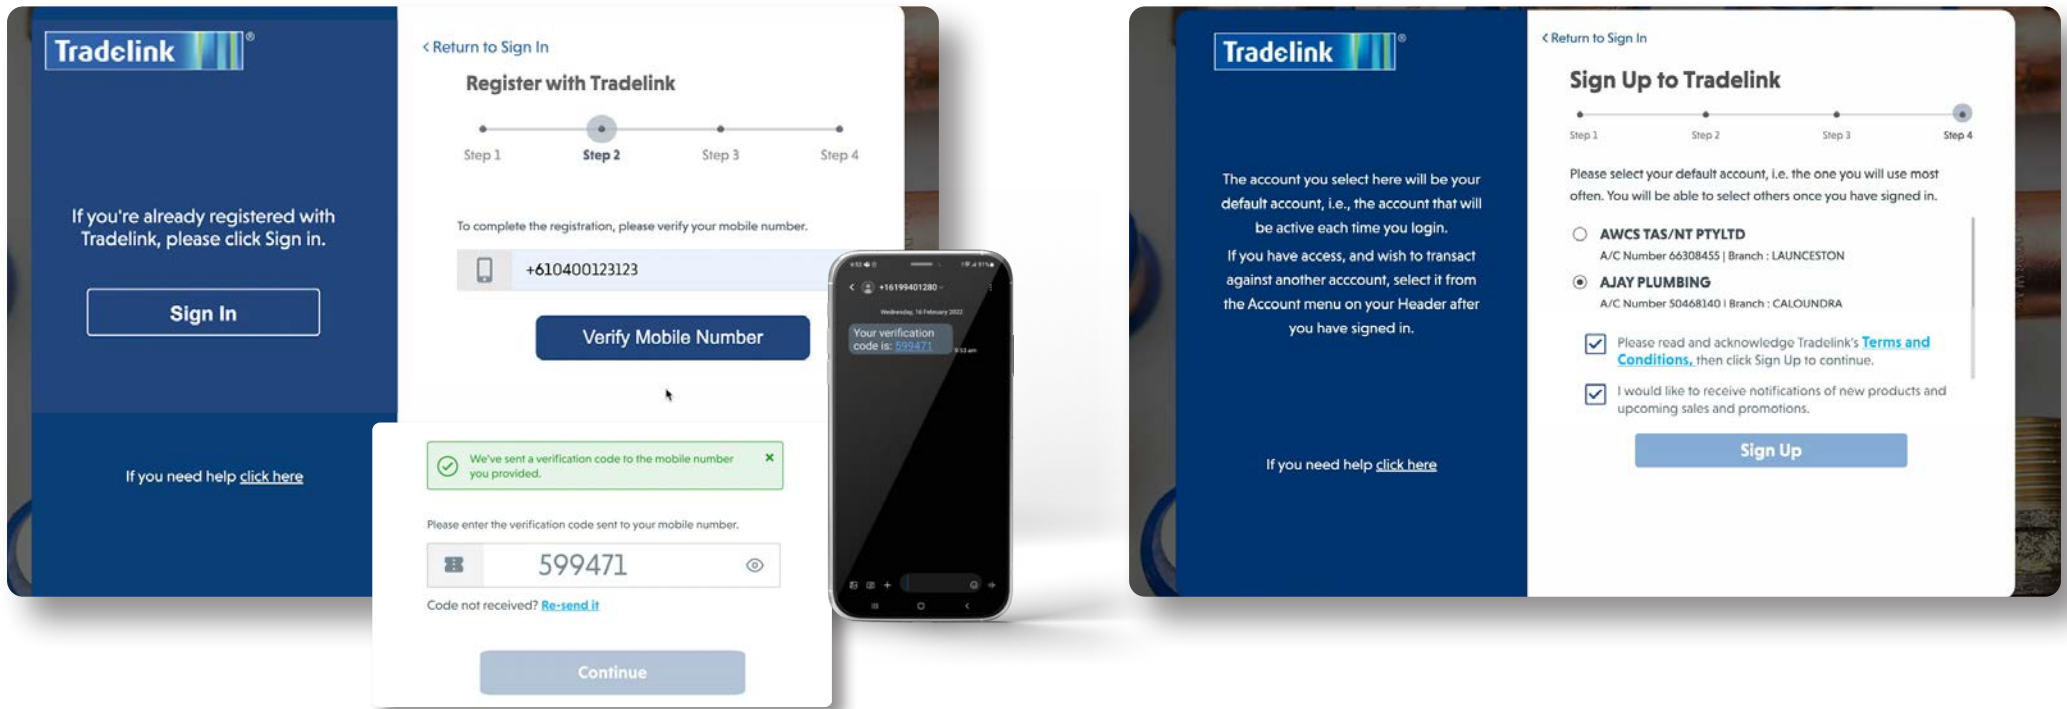 Tradelink
®
If you're already registered with
Tradelink, please click Sign in.
Sign In
If you need help click here
< Return to Sign In
Register with Tradelink
Step 1
Step 2
Step 3
Step 4
To complete the registration, please verify your mobile number.
+610400123123
Verify Mobile Number
We've sent a verification code to the mobile number
you provided.
Please enter the verification code sent to your mobile number.
599471
Code not received? Re-send it
Continue
+16199401280
Wednesday, 16 February 2022
Your verification
code is: 599471
9:53 am
Tradelink
®
The account you select here will be your
default account, i.e., the account that will
be active each time you login.
If you have access, and wish to transact
against another acccount, select it from
the Account menu on your Header after
you have signed in.
If you need help click here
< Return to Sign In
Sign Up to Tradelink
Step 1
Step 2
Step 3
Step 4
Please select your default account, i.e. the one you will use most
often. You will be able to select others once you have signed in.
AWCS TAS/NT PTYLTD
A/C Number 66308455 | Branch : LAUNCESTON
AJAY PLUMBING
A/C Number 50468140 | Branch : CALOUNDRA
Please read and acknowledge Tradelink's Terms and
Conditions, then click Sign Up to continue.
I would like to receive notifications of new products and
upcoming sales and promotions.
Sign Up